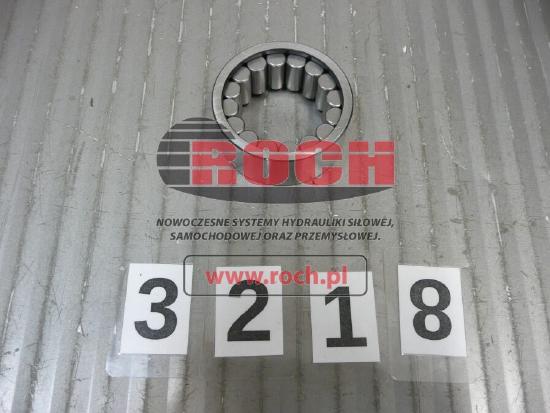 ROCH
NOWOCZESNE SYSTEMY HYDRAULIKI SIŁOWEJ,
SAMOCHODOWEJ ORAZ PRZEMYSŁOWEJ.
www.roch.pl
3 2 1 8